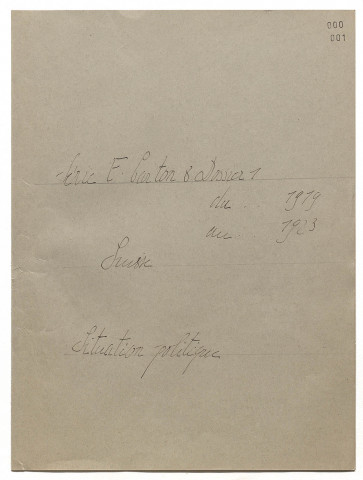 000
001
Série E. Carton 8 Dossier 1
du. 1919
au. 1923
Suisse
Situation politique